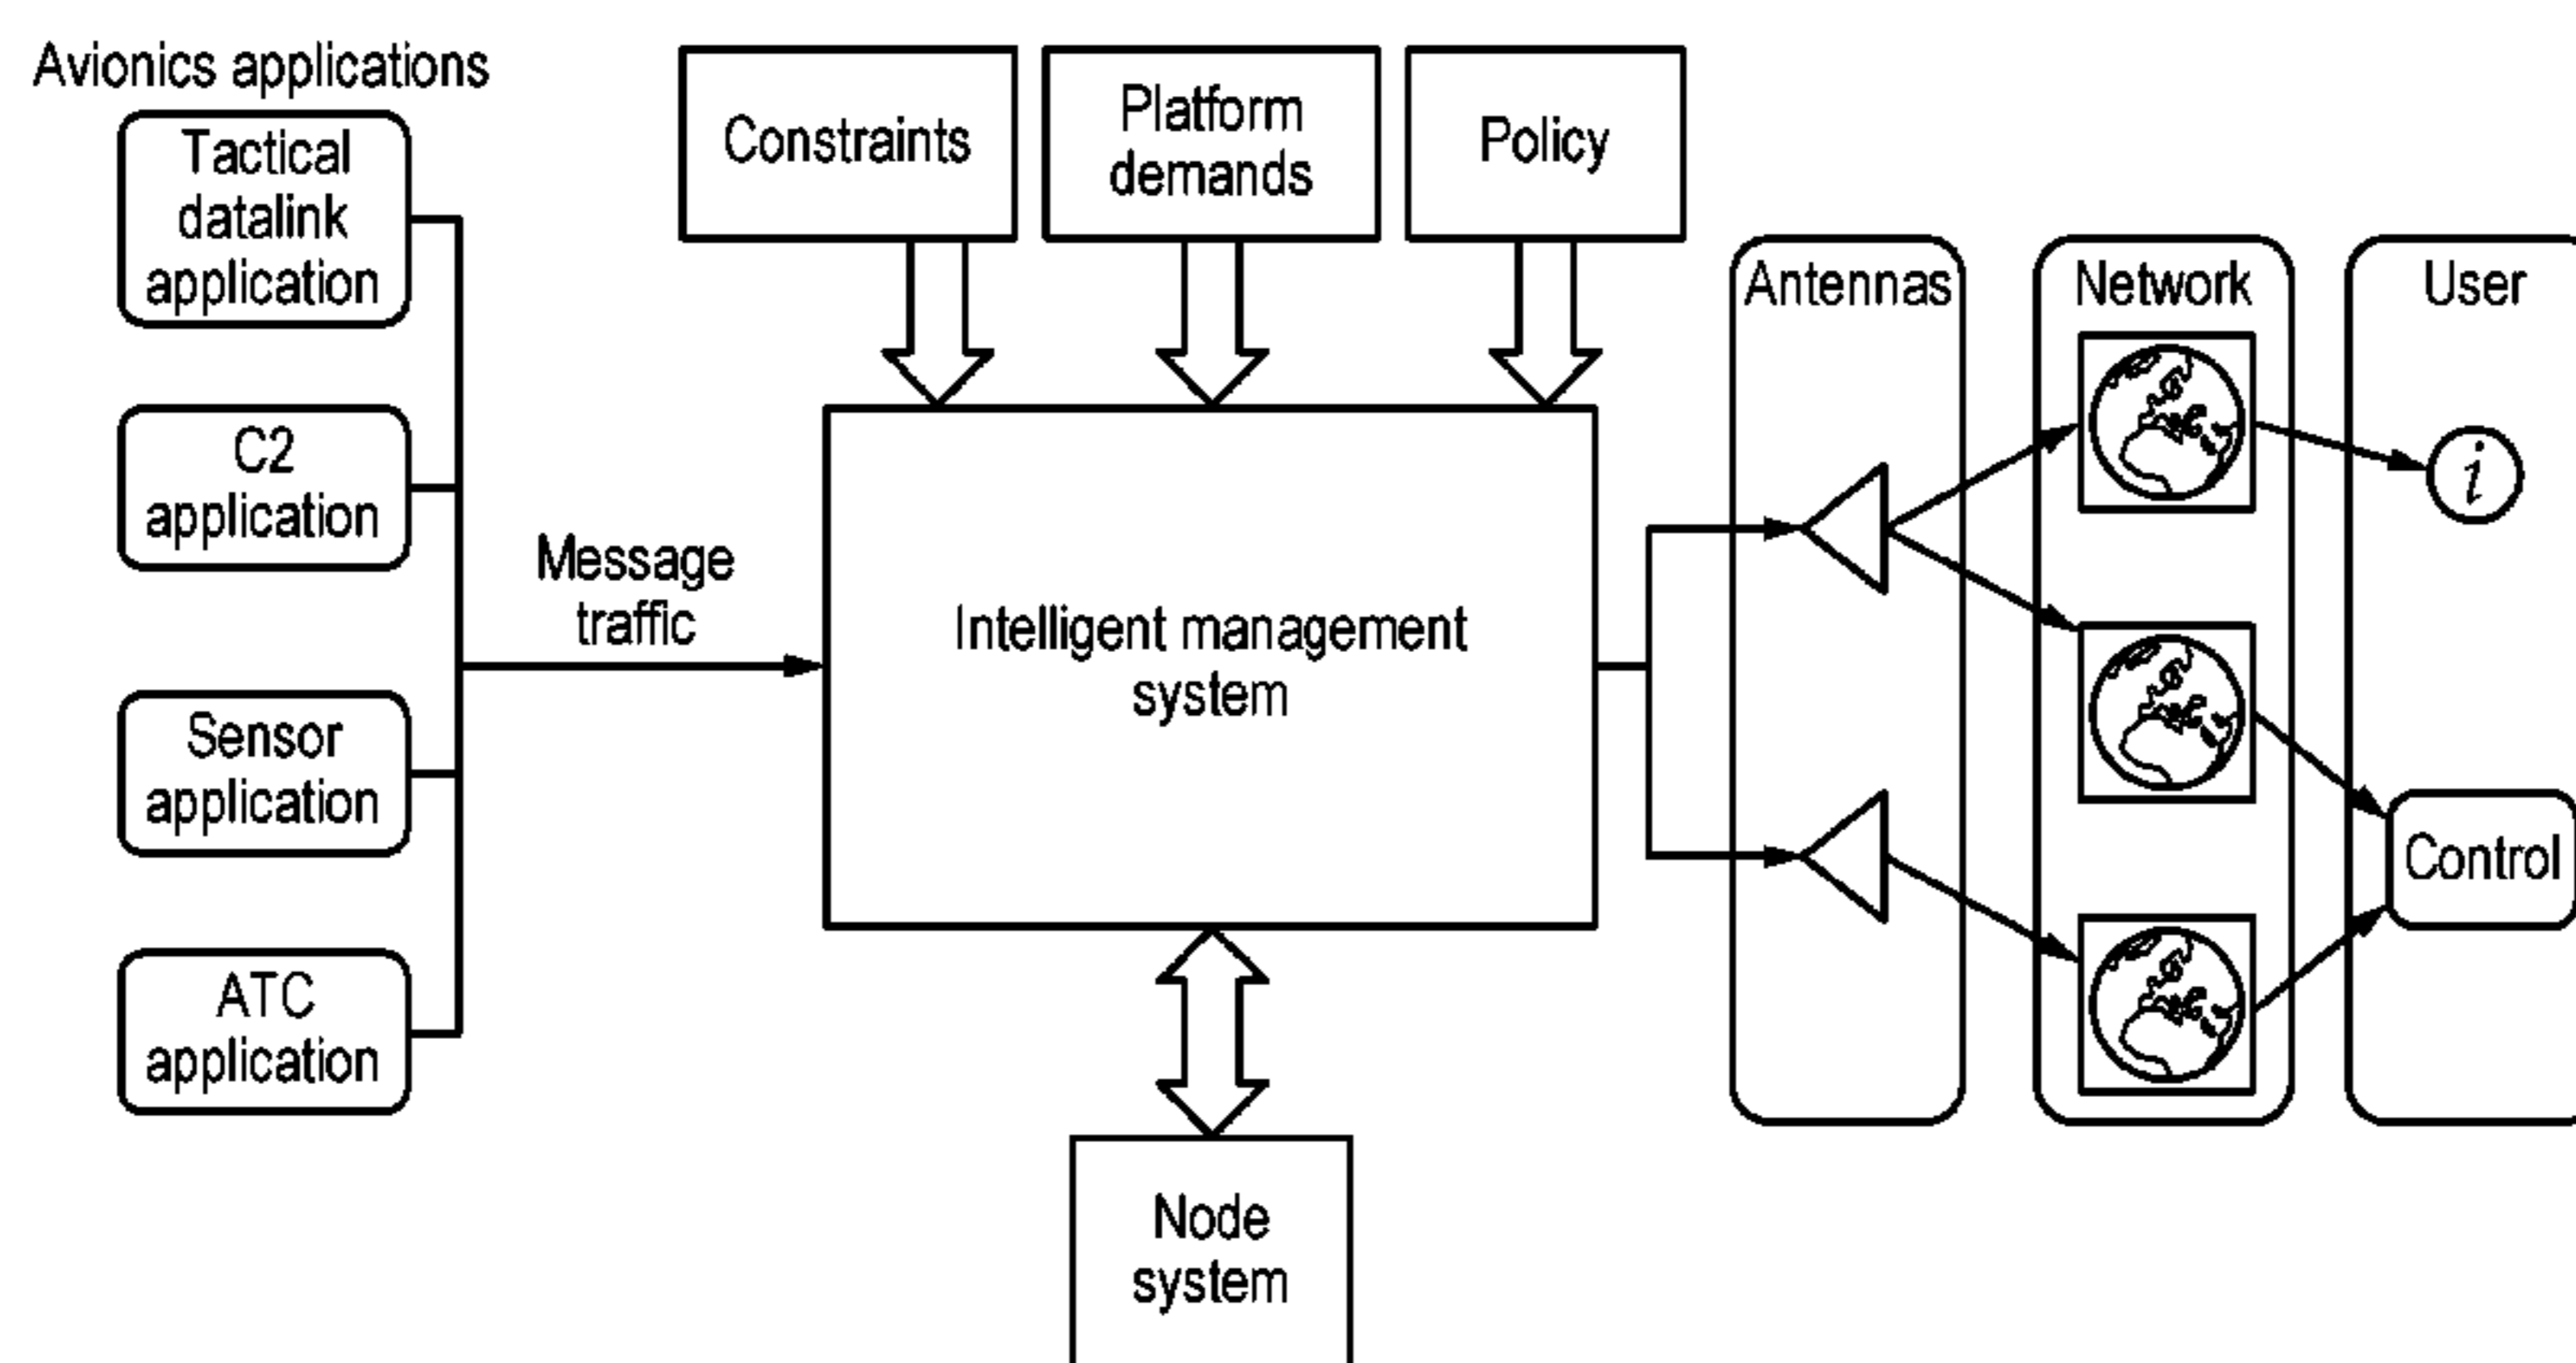 Avionics applications
Tactical
datalink
application
C2
application
Sensor
application
ATC
application
Message
traffic
Constraints
Platform
demands
Policy
Intelligent management
system
Node
system
Antennas
Network
User
i
Control